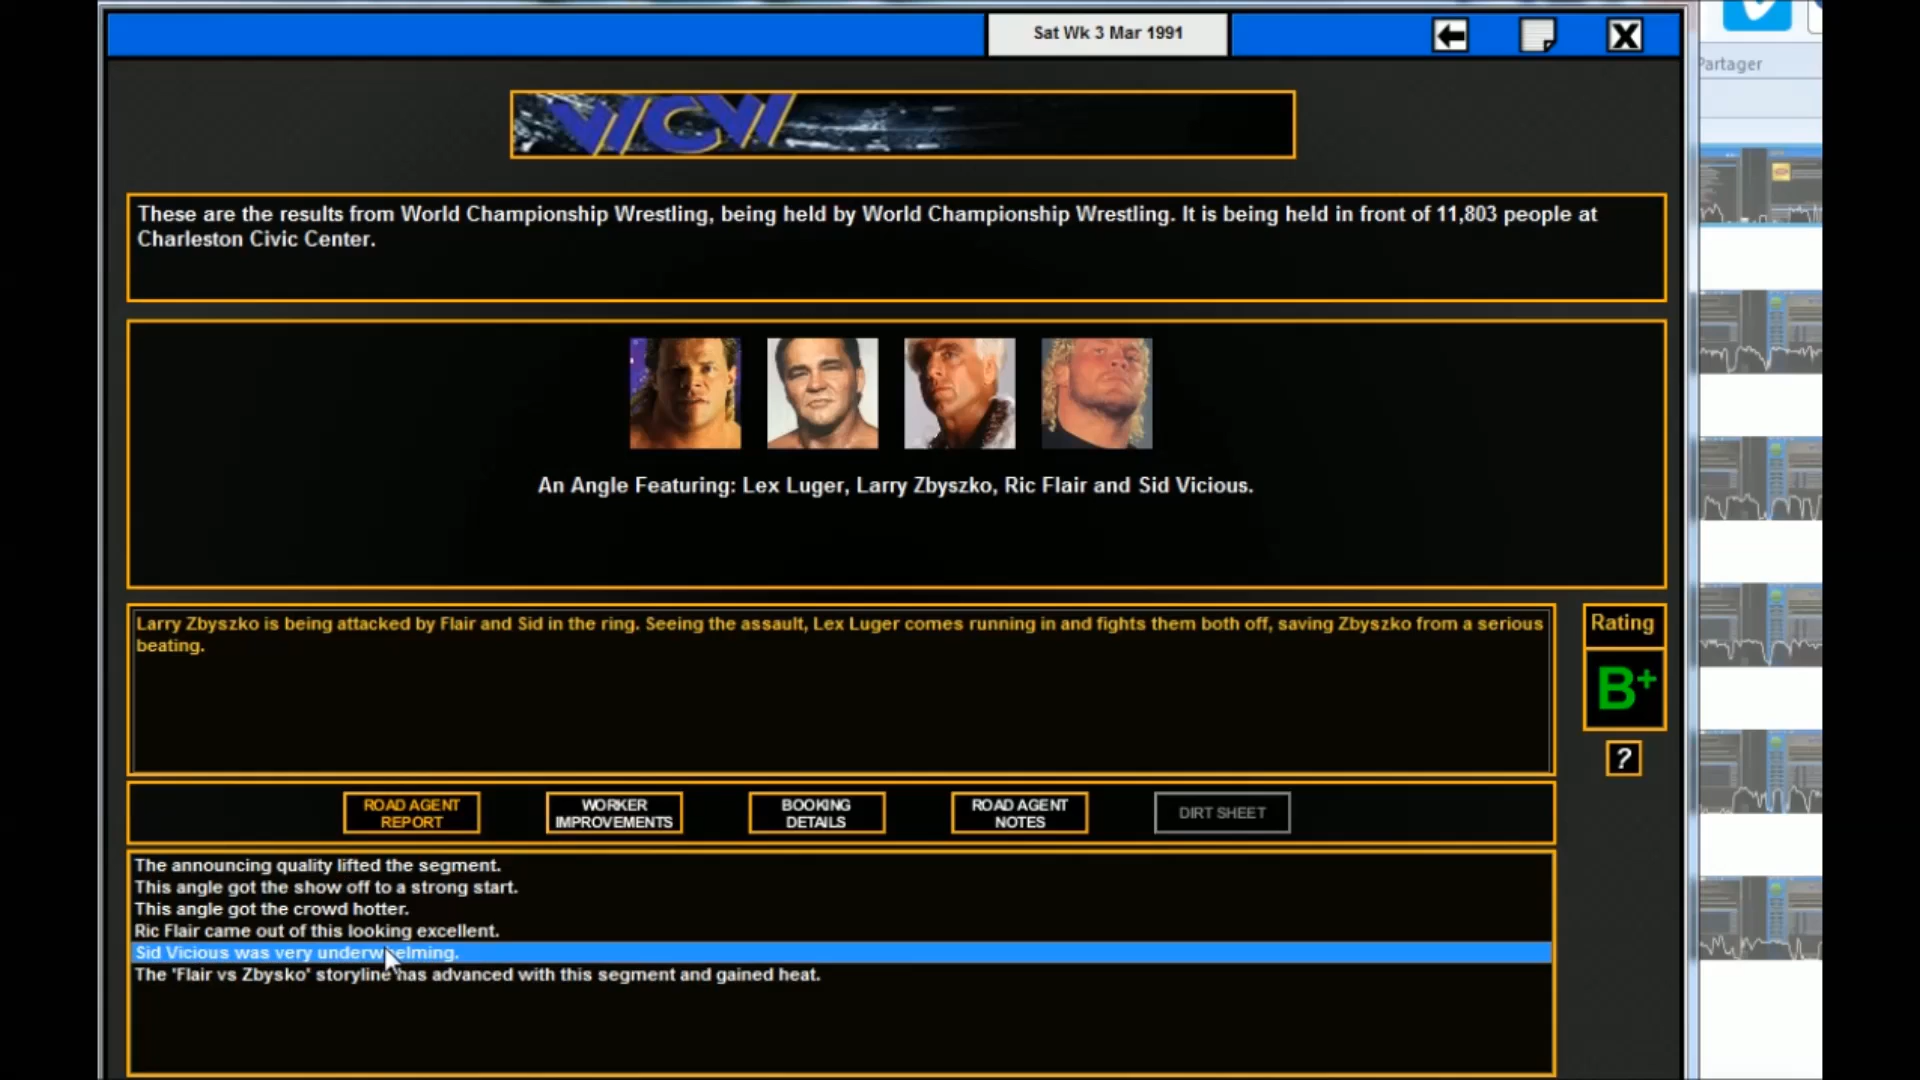 Sat Wk 3 Mar 1991
Partager
WCW
These are the results from World Championship Wrestling, being held by World Championship Wrestling. It is being held in front of 11,803 people at
Charleston Civic Center.
An Angle Featuring: Lex Luger, Larry Zbyszko, Ric Flair and Sid Vicious.
Larry Zbyszko is being attacked by Flair and Sid in the ring. Seeing the assault, Lex Luger comes running in and fights them both off, saving Zbyszko from a serious
beating.
Rating
B+
?
ROAD AGENT
REPORT
WORKER
IMPROVEMENTS
BOOKING
DETAILS
ROAD AGENT
NOTES
DIRT SHEET
The announcing quality lifted the segment.
This angle got the show off to a strong start.
This angle got the crowd hotter.
Ric Flair came out of this looking excellent.
Sid Vicious was very underwhelming.
The 'Flair vs Zbysko' storyline has advanced with this segment and gained heat.